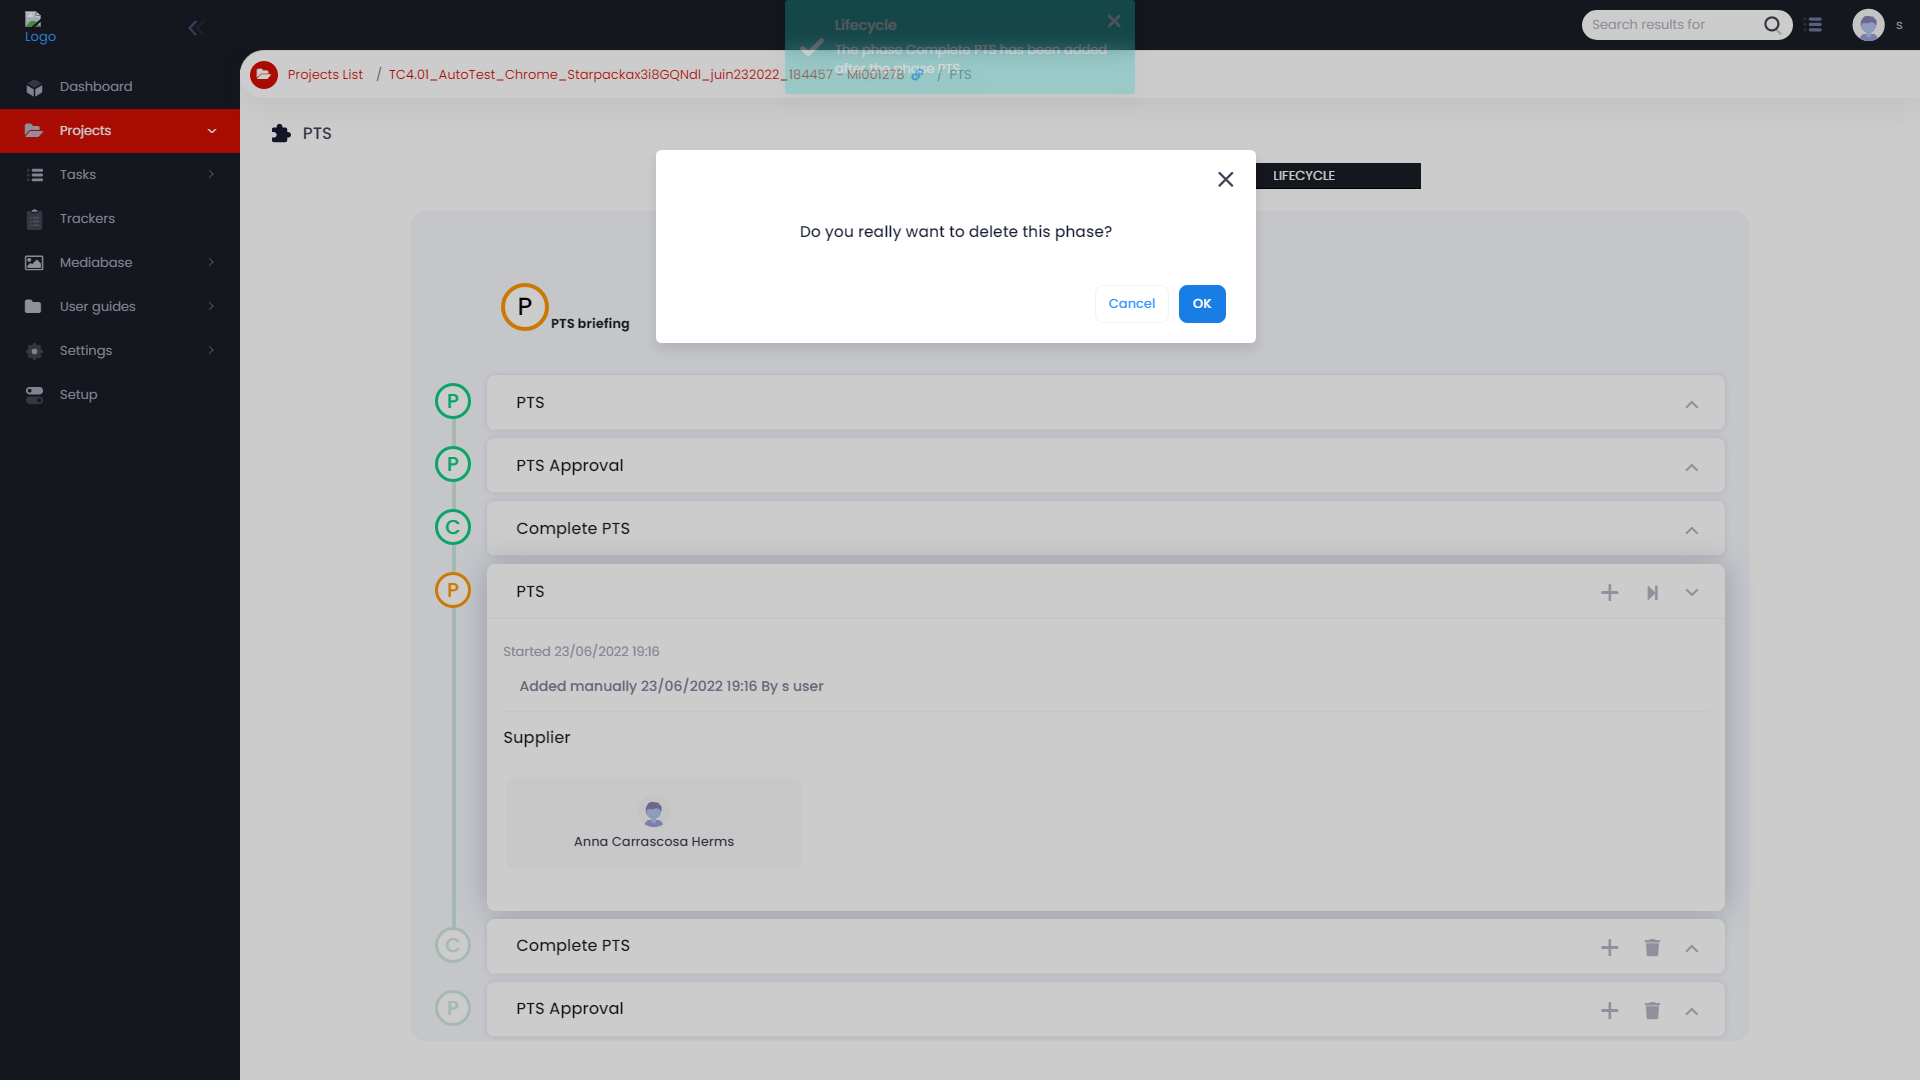 Logo
Lifecycle
The phase Complete PTS has been added
after the phase PTS
Search results for
s
Projects List / TC4.01_AutoTest_Chrome_Starpackax3i8GQNdl_juin232022_184457 - MI001278 / PTS
Dashboard
Projects
Tasks
Trackers
Mediabase
User guides
Settings
Setup
PTS
LIFECYCLE
Do you really want to delete this phase?
Cancel
OK
P
PTS briefing
P
PTS
P
PTS Approval
C
Complete PTS
P
PTS
Started 23/06/2022 19:16
Added manually 23/06/2022 19:16 By s user
Supplier
Anna Carrascosa Herms
C
Complete PTS
P
PTS Approval